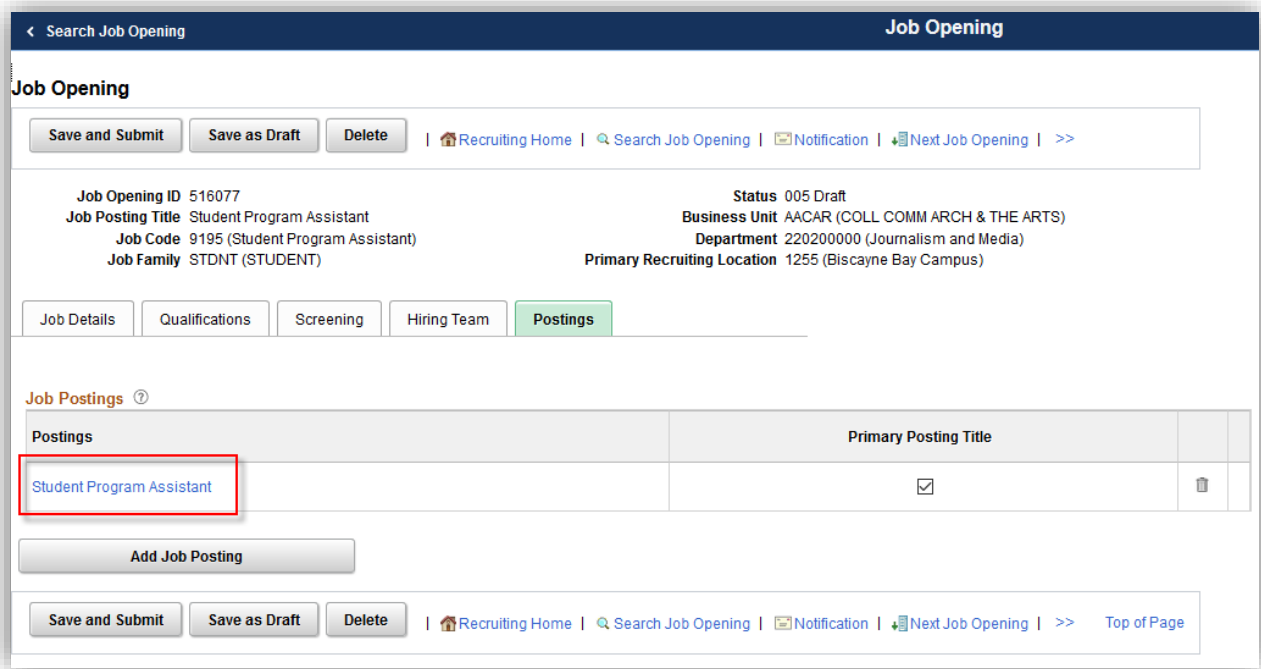 Search Job Opening Job Opening
Job Opening
Save and Submit Save as Draft Delete | Recruiting Home | Search Job Opening | Notification | Next Job Opening | >>
Job Opening ID 516077 Status 005 Draft
Job Posting Title Student Program Assistant Business Unit AACAR (COLL COMM ARCH & THE ARTS)
Job Code 9195 (Student Program Assistant) Department 220200000 (Journalism and Media)
Job Family STDNT (STUDENT) Primary Recruiting Location 1255 (Biscayne Bay Campus)
Job Details Qualifications Screening Hiring Team Postings
Job Postings ?
Postings Primary Posting Title
Student Program Assistant
Add Job Posting
Save and Submit Save as Draft Delete | Recruiting Home | Search Job Opening | Notification | Next Job Opening | >> Top of Page